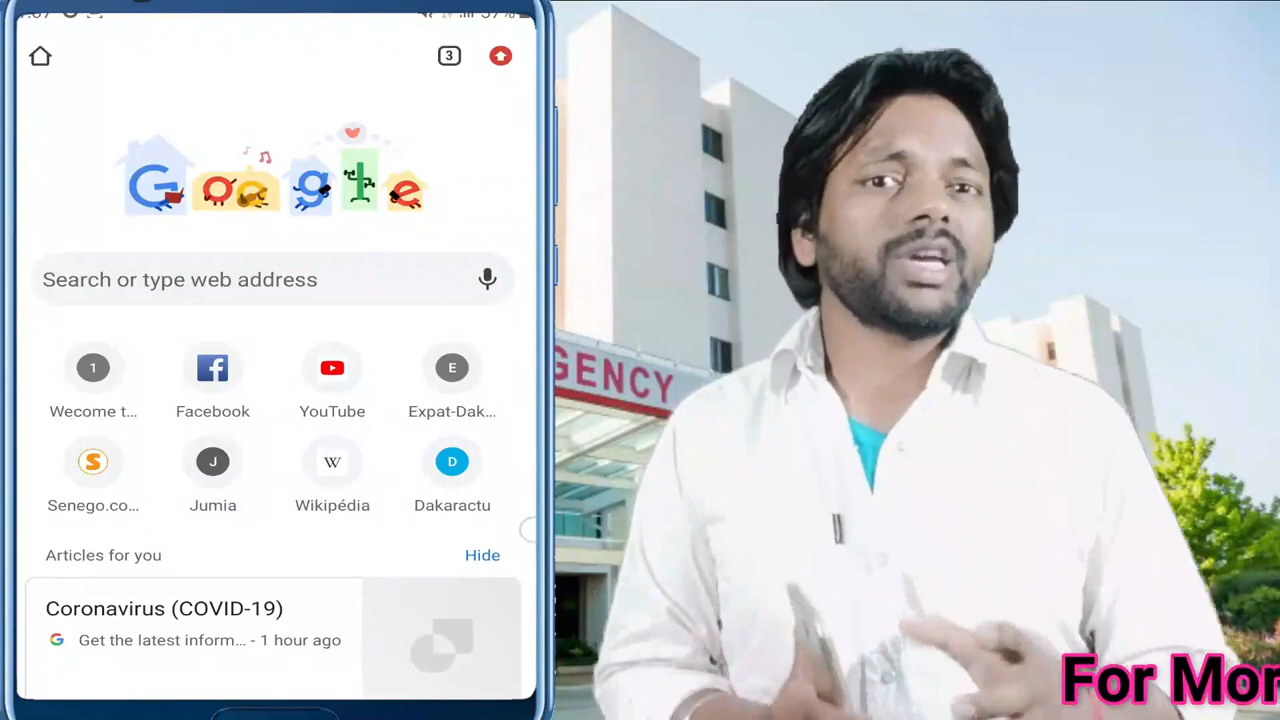 3
Google
Search or type web address
1
E
Wecome t...
Facebook
YouTube
Expat-Dak...
S
J
W
D
Senego.co...
Jumia
Wikipédia
Dakaractu
Articles for you
Hide
Coronavirus (COVID-19)
G Get the latest inform... - 1 hour ago
GENCY
For Mor